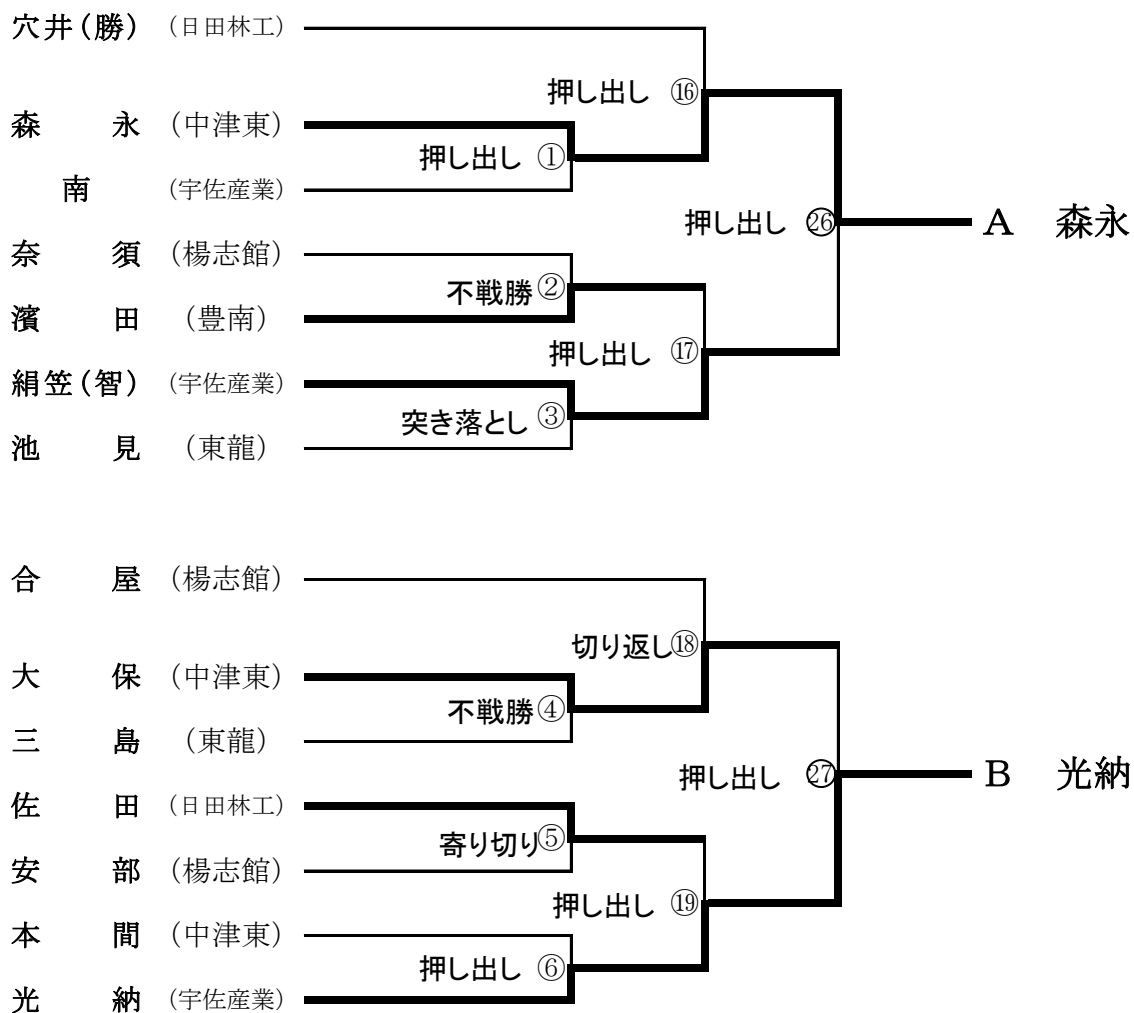 穴井(勝) (日田林工)
押し出し ⑯
森 永 (中津東)
押し出し ①
南 (宇佐産業)
押し出し ㉖ A 森永
奈 須 (楊志館)
不戦勝 ②
濱 田 (豊南)
押し出し ⑰
絹笠(智) (宇佐産業)
突き落とし ③
池 見 (東龍)
合 屋 (楊志館)
切り返し ⑱
大 保 (中津東)
不戦勝 ④
三 島 (東龍)
押し出し ㉗ B 光納
佐 田 (日田林工)
寄り切り ⑤
安 部 (楊志館)
押し出し ⑲
本 間 (中津東)
押し出し ⑥
光 納 (宇佐産業)